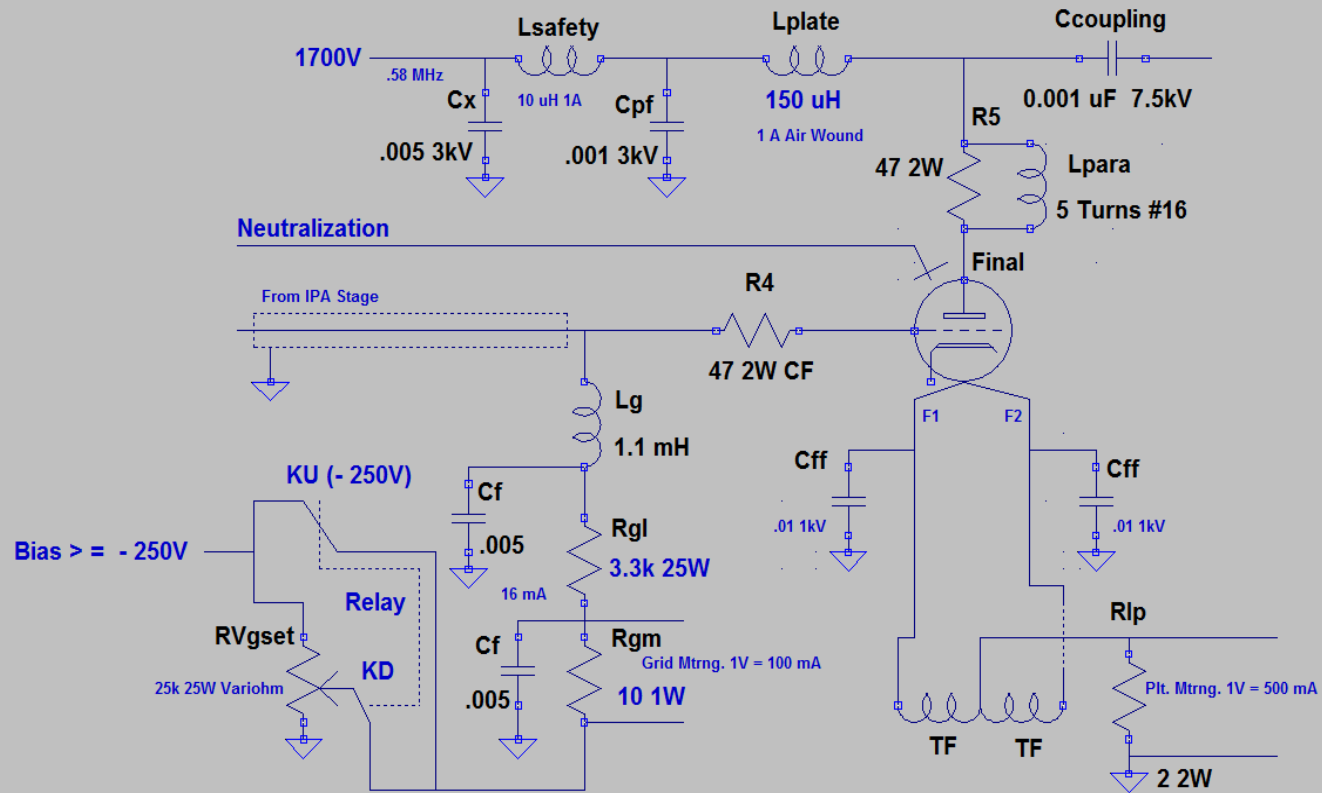 Lsafety
Lplate
Ccoupling
1700V
.58 MHz
Cx
10 uH 1A
Cpf
150 uH
0.001 uF 7.5kV
1 A Air Wound
R5
.005 3kV
.001 3kV
47 2W
Lpara
5 Turns #16
Neutralization
Final
From IPA Stage
R4
47 2W CF
Lg
F1
F2
1.1 mH
KU (- 250V)
Cf
Cff
Cff
.005
Rgl
.01 1kV
.01 1kV
Bias > = - 250V
3.3k 25W
16 mA
Relay
Rlp
RVgset
Cf
Rgm
Grid Mtrng. 1V = 100 mA
KD
25k 25W Variohm
.005
10 1W
Plt. Mtrng. 1V = 500 mA
TF
TF
2 2W